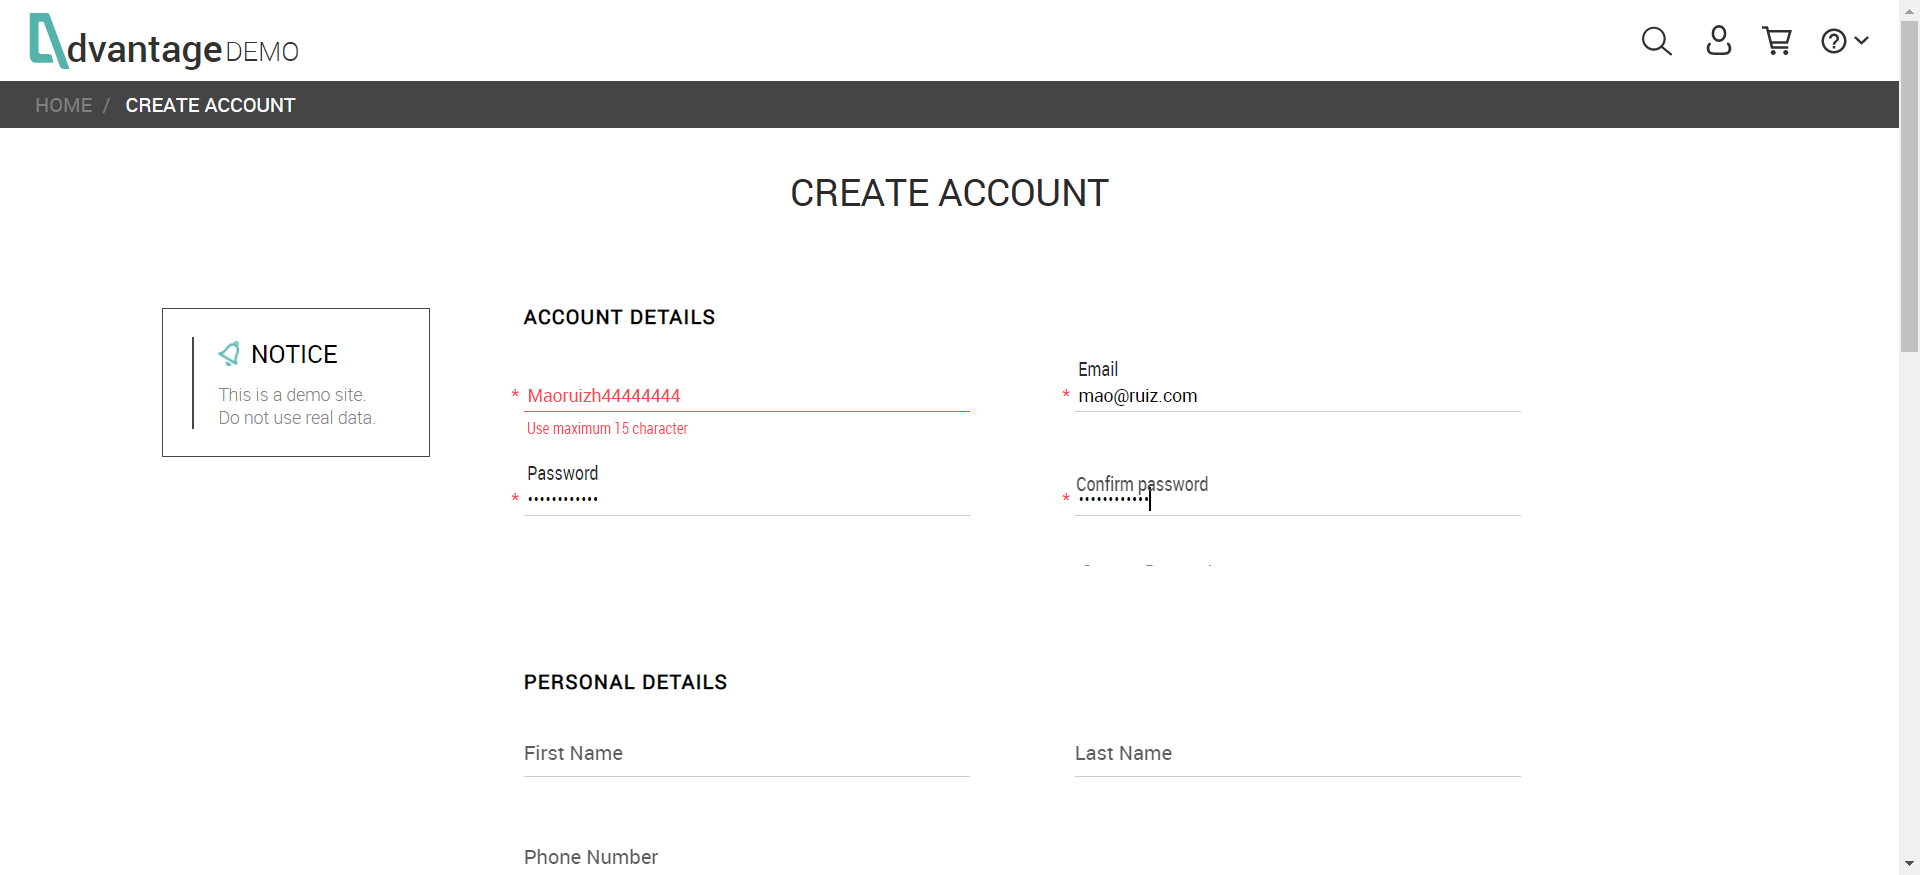 dvantage DEMO
HOME / CREATE ACCOUNT
CREATE ACCOUNT
NOTICE
This is a demo site.
Do not use real data.
ACCOUNT DETAILS
* Maoruizh44444444
Use maximum 15 character
Email
* mao@ruiz.com
Password
* ••••••••••••
Confirm password
* ••••••••••••
PERSONAL DETAILS
First Name
Last Name
Phone Number